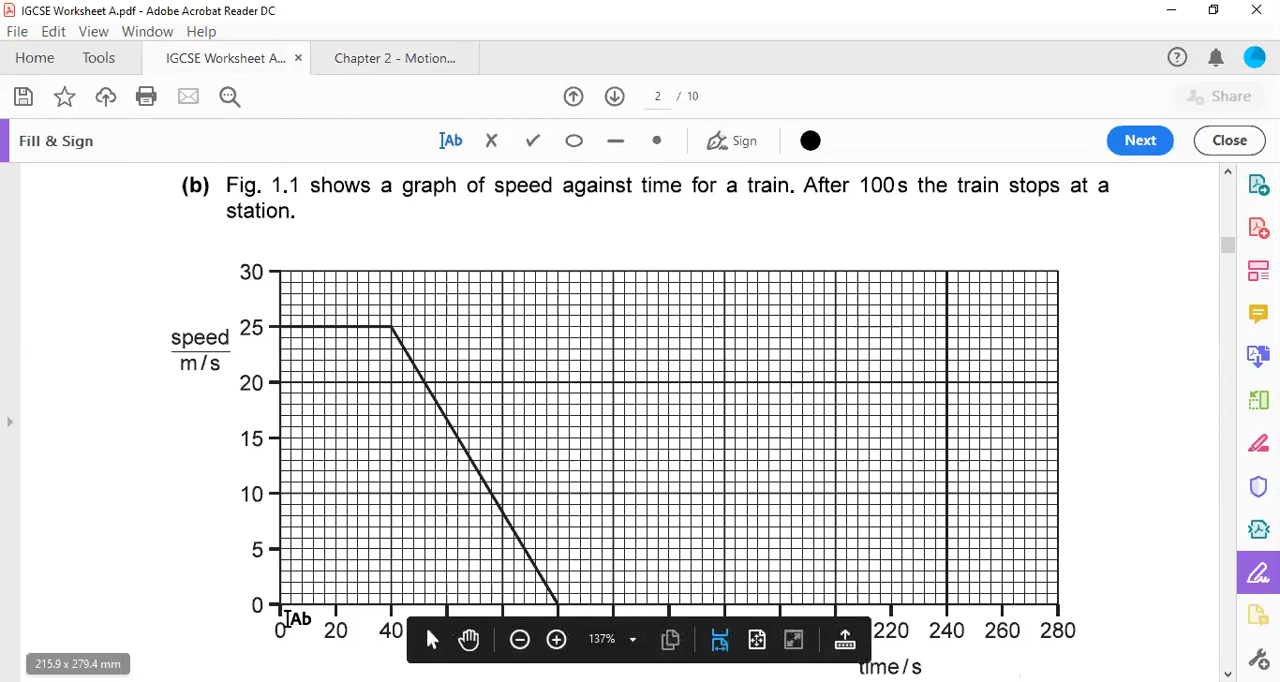 IGCSE Worksheet A.pdf - Adobe Acrobat Reader DC
File Edit View Window Help
Home Tools IGCSE Worksheet A... × Chapter 2 - Motion...
2 / 10 Share
Fill & Sign Ab Sign Next Close
(b) Fig. 1.1 shows a graph of speed against time for a train. After 100 s the train stops at a
station.
30
25
speed
m / s
20
15
10
5
0
0 Ab 20 40 137% 220 240 260 280
215.9 x 279.4 mm
time / s